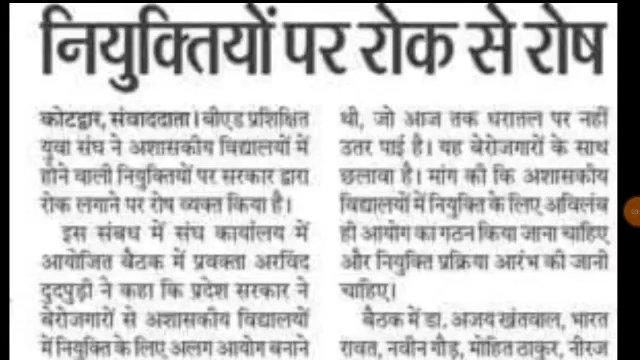 नियुक्तियों पर रोक से रोष
कोटद्वार, संवाददाता। बीएड प्रशिक्षित
युवा संघ ने अशासकीय विद्यालयों में
होने वाली नियुक्तियों पर सरकार द्वारा
रोक लगाने पर रोष व्यक्त किया है।
इस संबध में संघ कार्यालय में
आयोजित बैठक में प्रवक्ता अरविंद
दुदपुड़ी ने कहा कि प्रदेश सरकार ने
बेरोजगारों से अशासकीय विद्यालयों
में नियुक्ति के लिए अलग आयोग बनाने
थी, जो आज तक धरातल पर नहीं
उतर पाई है। यह बेरोजगारों के साथ
छलावा है। मांग की कि अशासकीय
विद्यालयों में नियुक्ति के लिए अविलंब
ही आयोग का गठन किया जाना चाहिए
और नियुक्ति प्रक्रिया आरंभ की जानी
चाहिए।
बैठक में डा. अजय खंतवाल, भारत
रावत, नवीन गौड़, मोहित ठाकुर, नीरज